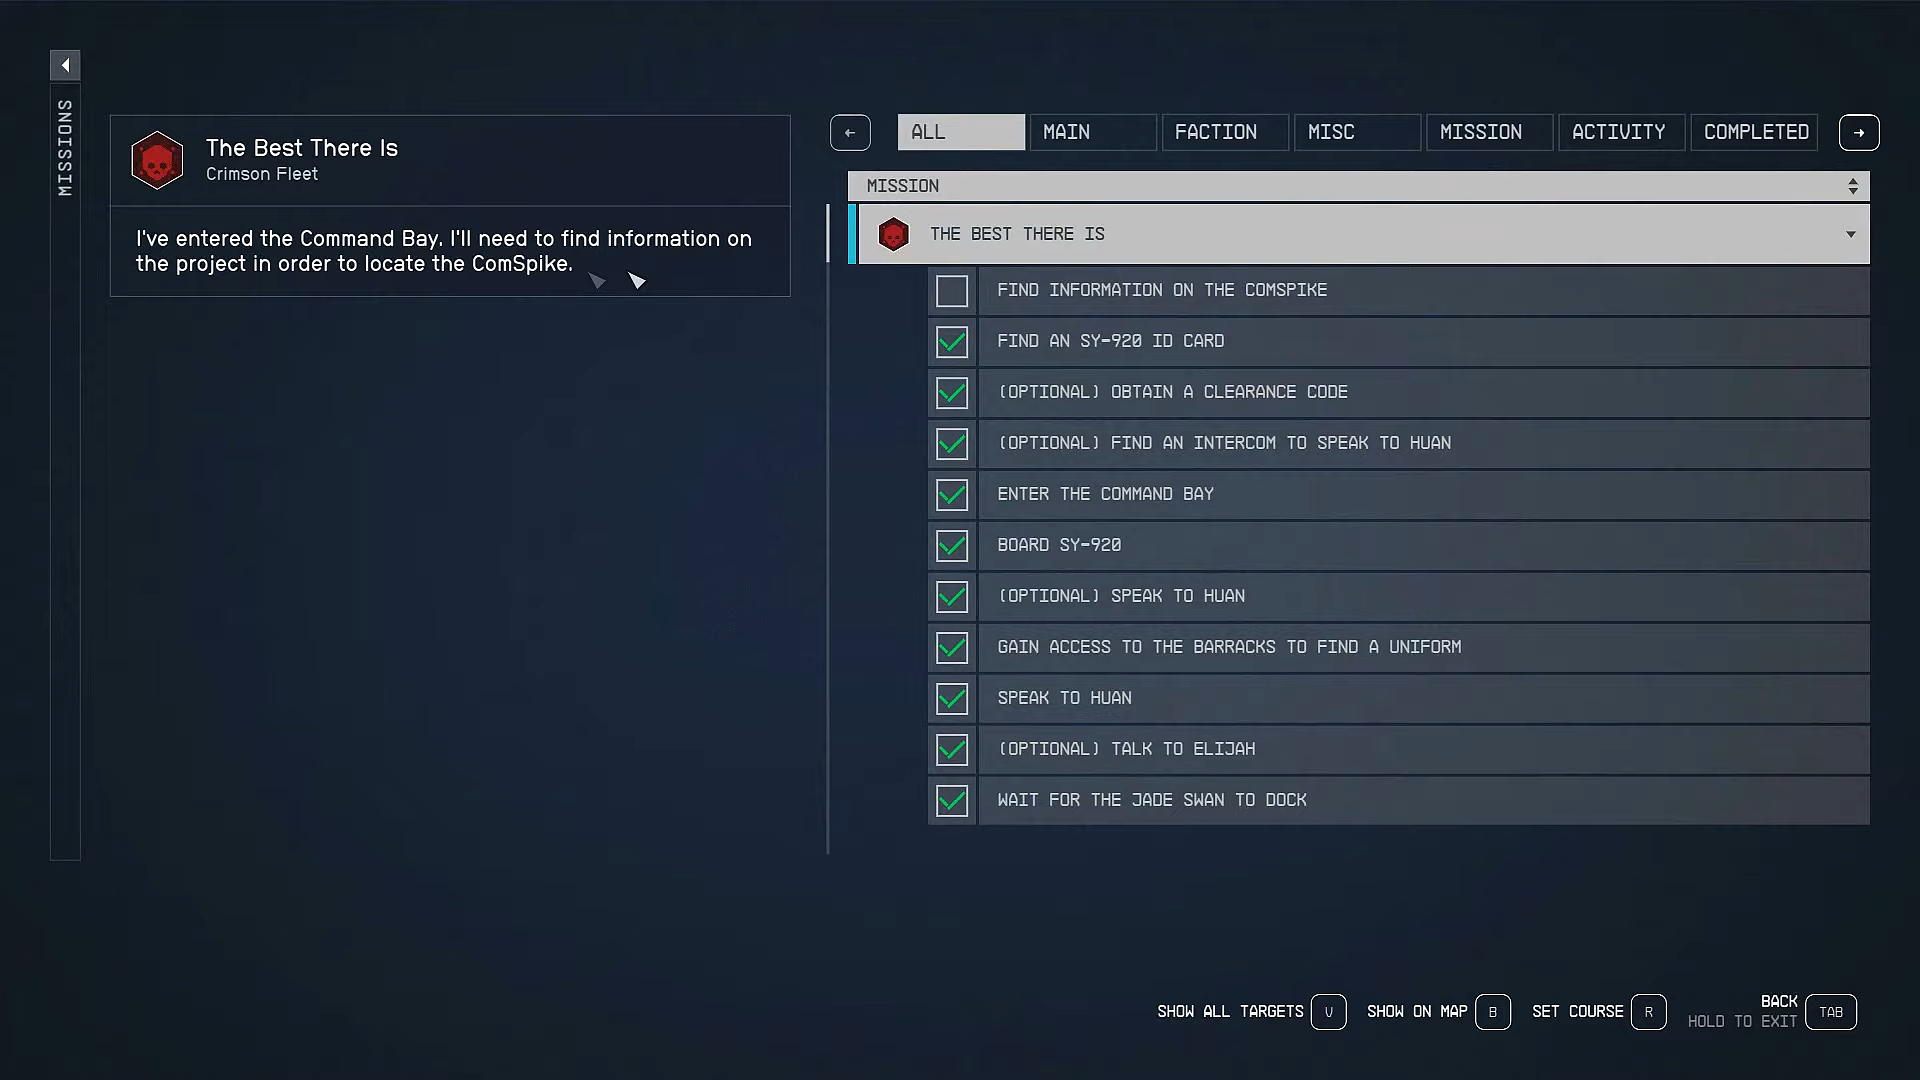 MISSIONS
The Best There Is
Crimson Fleet
I've entered the Command Bay. I'll need to find information on
the project in order to locate the ComSpike.
ALL
MAIN
FACTION
MISC
MISSION
ACTIVITY
COMPLETED
MISSION
THE BEST THERE IS
FIND INFORMATION ON THE COMSPIKE
FIND AN SY-920 ID CARD
(OPTIONAL) OBTAIN A CLEARANCE CODE
(OPTIONAL) FIND AN INTERCOM TO SPEAK TO HUAN
ENTER THE COMMAND BAY
BOARD SY-920
(OPTIONAL) SPEAK TO HUAN
GAIN ACCESS TO THE BARRACKS TO FIND A UNIFORM
SPEAK TO HUAN
(OPTIONAL) TALK TO ELIJAH
WAIT FOR THE JADE SWAN TO DOCK
SHOW ALL TARGETS V
SHOW ON MAP B
SET COURSE R
BACK
HOLD TO EXIT
TAB